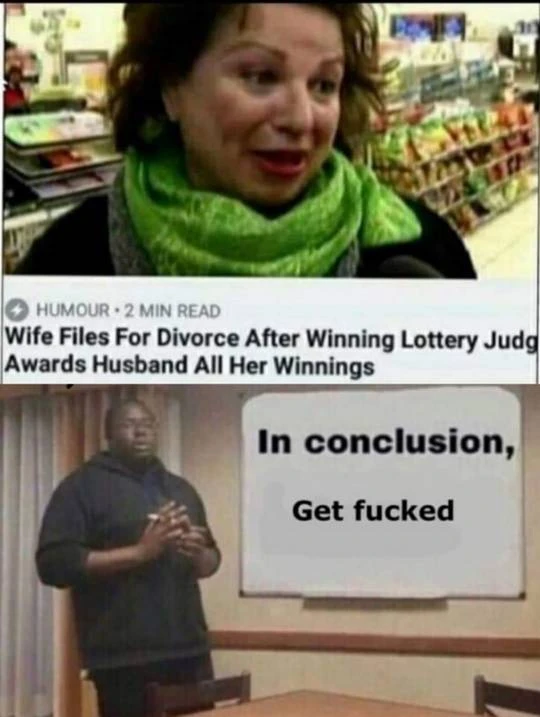 HUMOUR • 2 MIN READ
Wife Files For Divorce After Winning Lottery Judg
Awards Husband All Her Winnings
In conclusion,
Get fucked